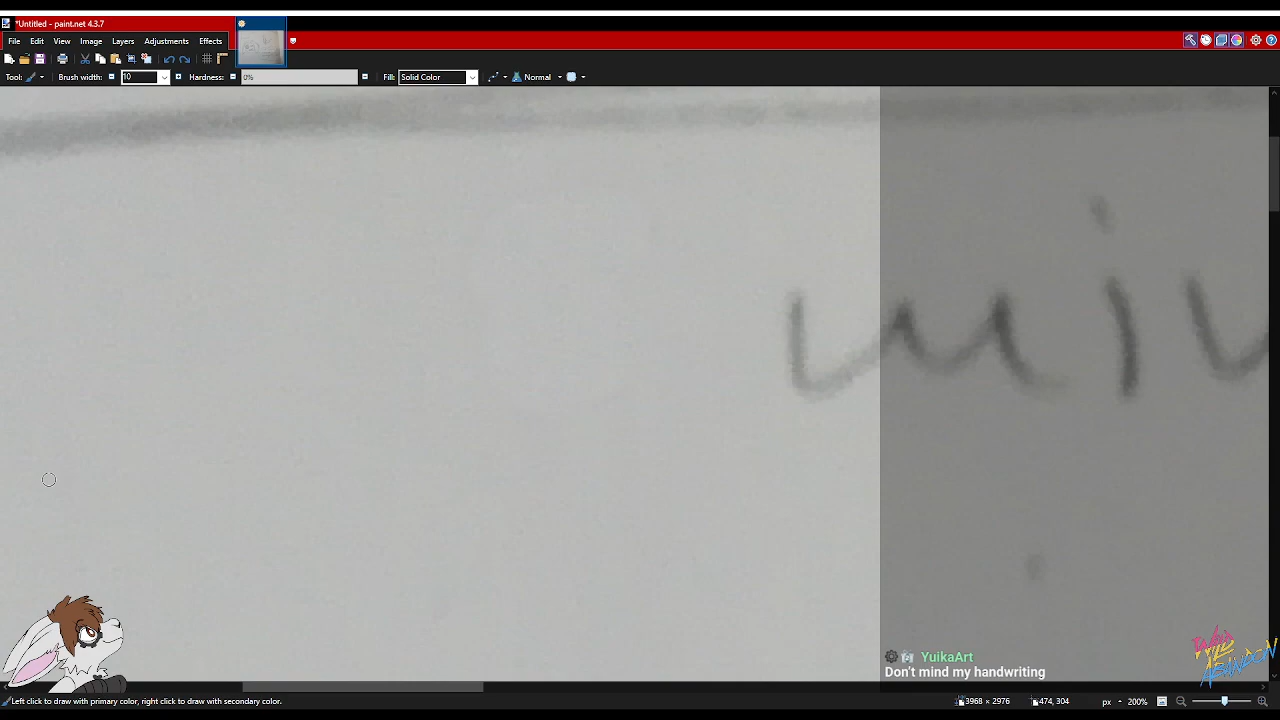 *Untitled - paint.net 4.3.7
File Edit View Image Layers Adjustments Effects
Tool: Brush width: 10 Hardness: 0% Fill: Solid Color Normal
YuikaArt
Don't mind my handwriting
Left click to draw with primary color, right click to draw with secondary color. 3968 × 2976 474, 304 px 200%